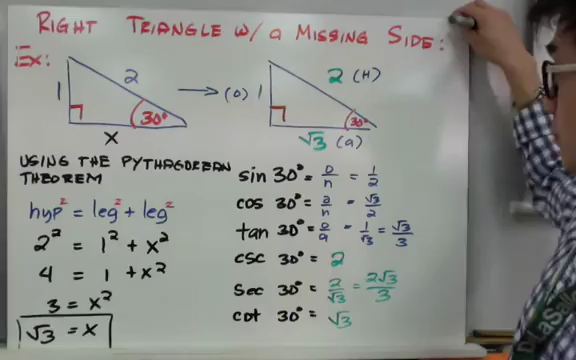 RIGHT TRIANGLE W/ a MISSING SIDE:
Ex:
2
1
30°
X
(O) 1
2 (H)
30°
√3 (a)
USING THE PYTHAGOREAN THEOREM
hyp² = leg² + leg²
2² = 1² + x²
4 = 1 + x²
3 = x²
√3 = x
sin 30° = O/h = 1/2
cos 30° = a/h = √3/2
tan 30° = O/a = 1/√3 = √3/3
csc 30° = 2
sec 30° = 2/√3 = 2√3/3
cot 30° = √3